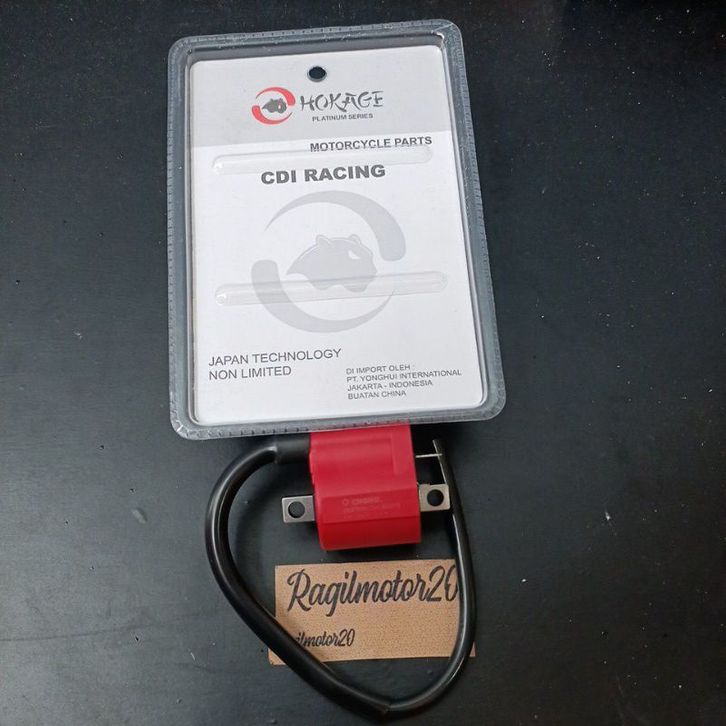 HOKAGE
PLATINUM SERIES
MOTORCYCLE PARTS
CDI RACING
JAPAN TECHNOLOGY
NON LIMITED
DI IMPORT OLEH :
PT. YONGHUI INTERNATIONAL
JAKARTA - INDONESIA
BUATAN CHINA
Ragilmotor20